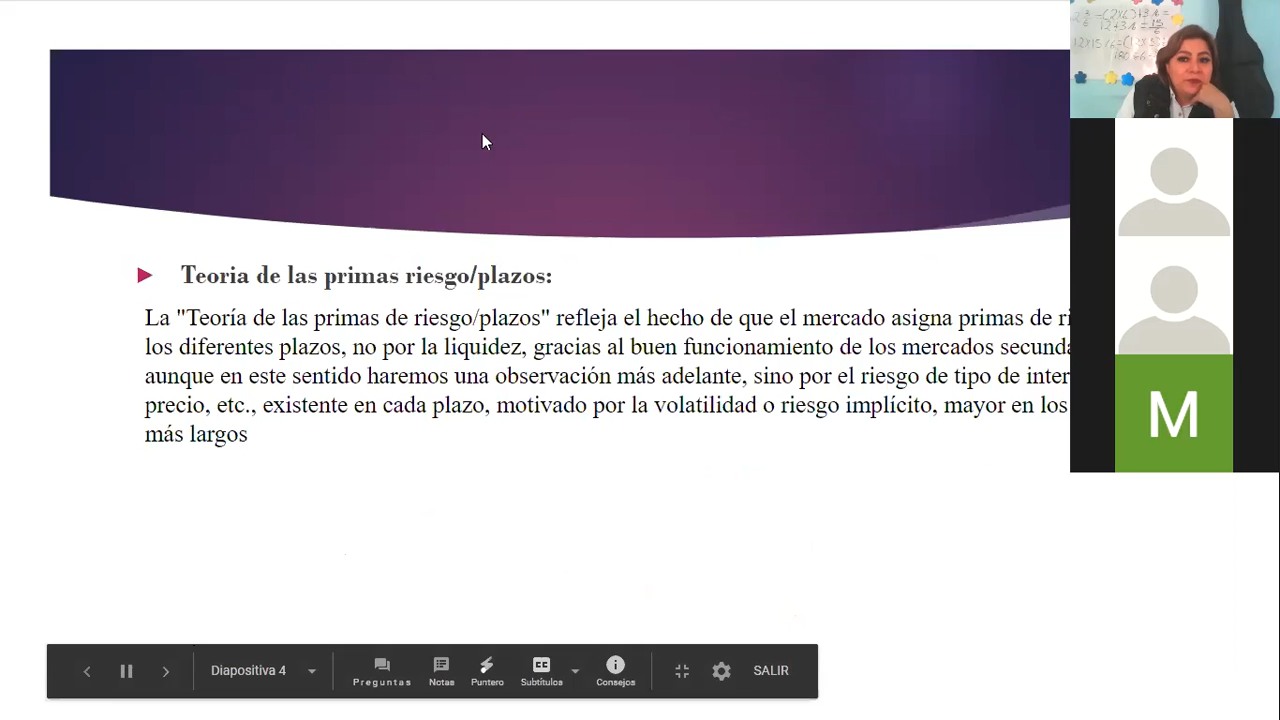 Teoria de las primas riesgo/plazos:
La "Teoría de las primas de riesgo/plazos" refleja el hecho de que el mercado asigna primas de
los diferentes plazos, no por la liquidez, gracias al buen funcionamiento de los mercados
aunque en este sentido haremos una observación más adelante, sino por el riesgo de tipo de
precio, etc., existente en cada plazo, motivado por la volatilidad o riesgo implícito, mayor en los
más largos
M
Diapositiva 4
Preguntas
Notas
Puntero
CC
Subtítulos
Consejos
SALIR